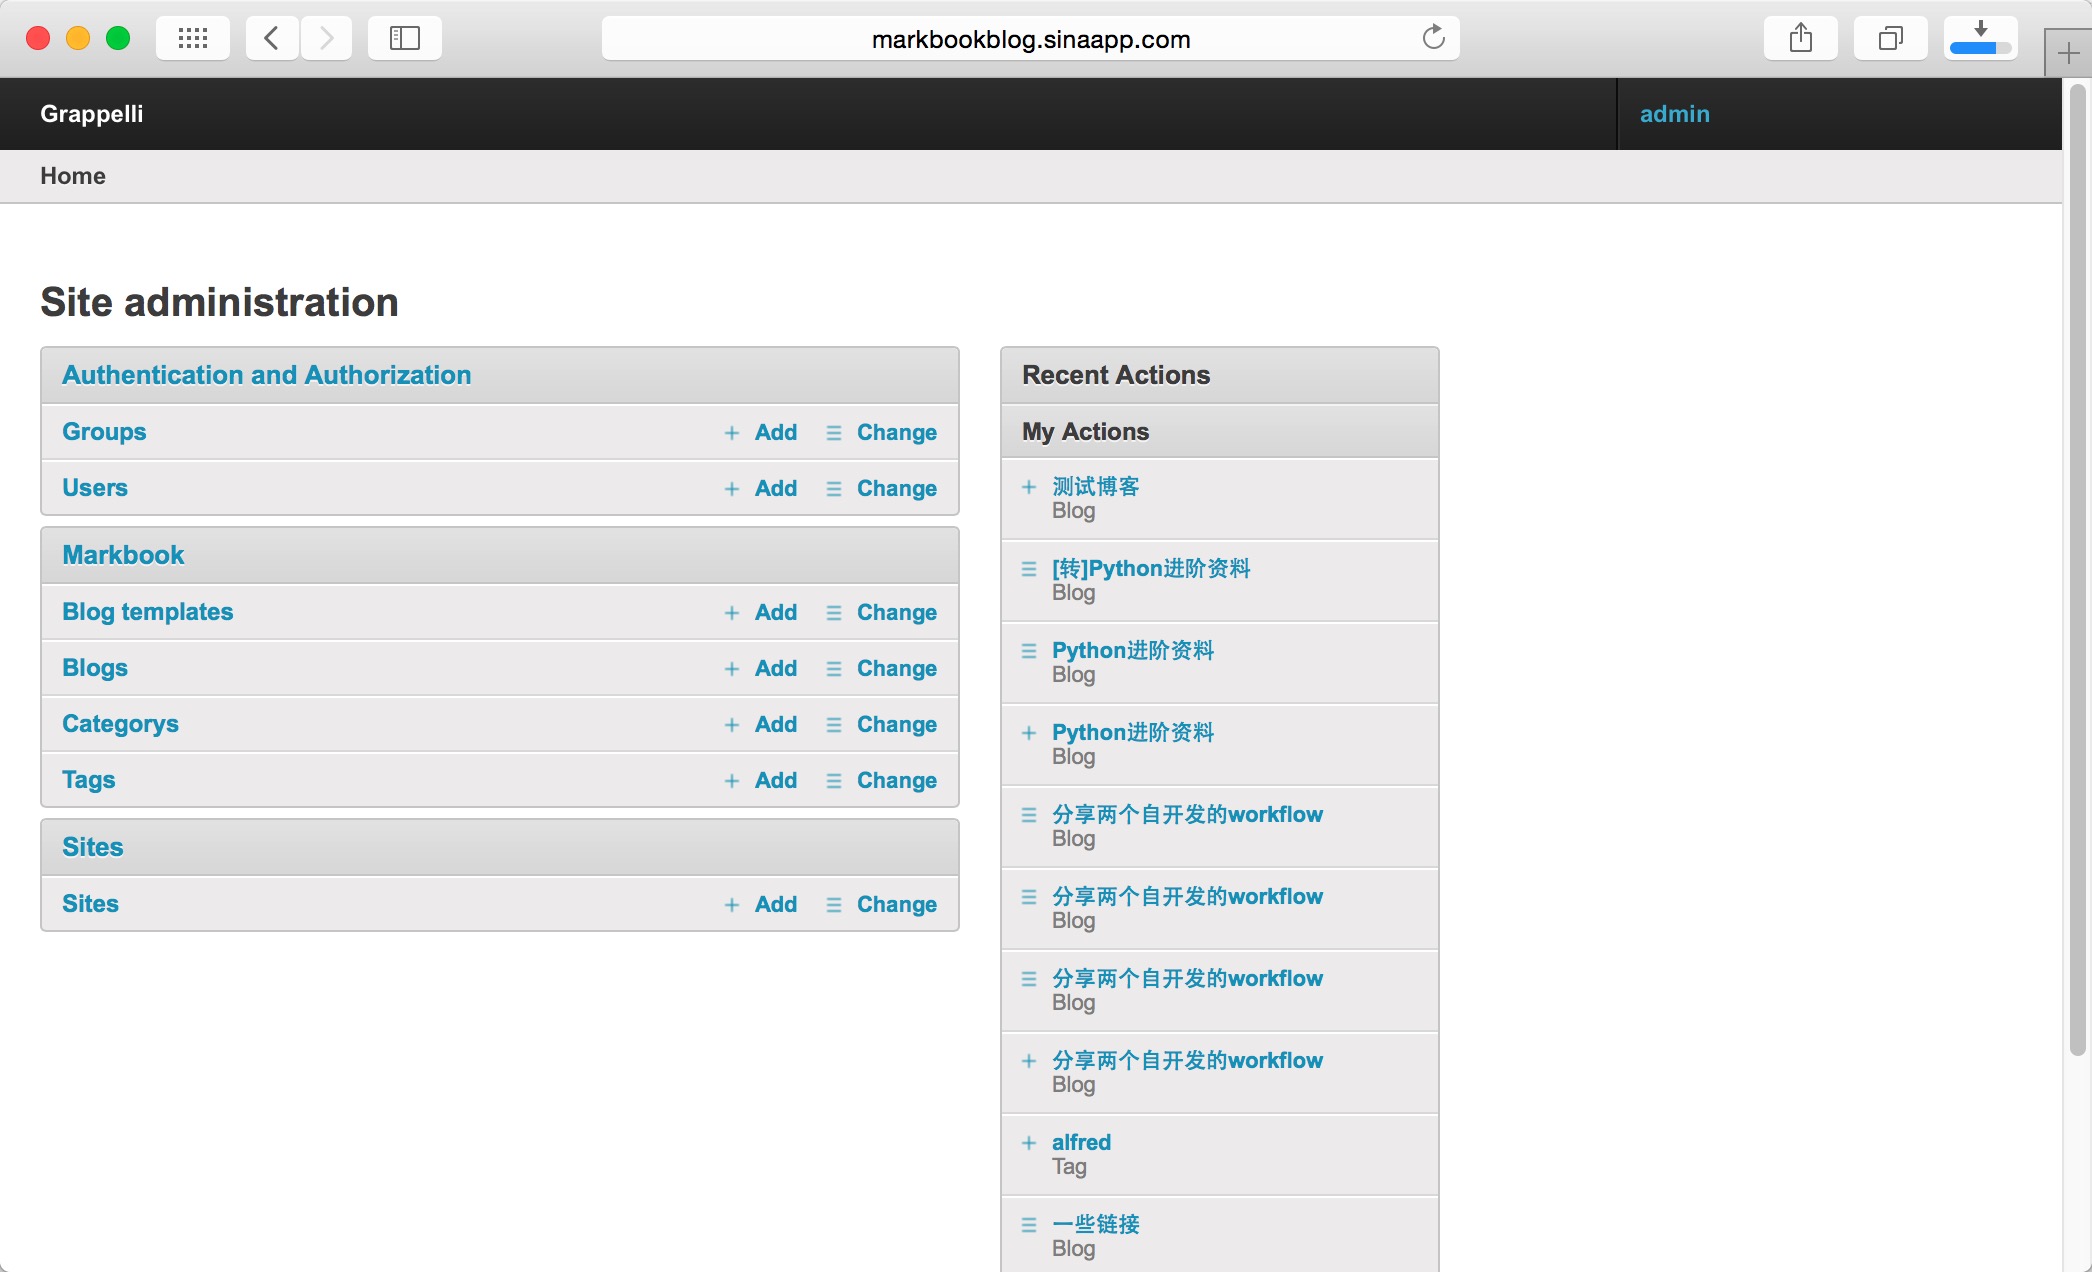 markbookblog.sinaapp.com
Grappelli
admin
Home
Site administration
Authentication and Authorization
Groups Add Change
Users Add Change
Markbook
Blog templates Add Change
Blogs Add Change
Categorys Add Change
Tags Add Change
Sites
Sites Add Change
Recent Actions
My Actions
测试博客
Blog
[转]Python进阶资料
Blog
Python进阶资料
Blog
Python进阶资料
Blog
分享两个自开发的workflow
Blog
分享两个自开发的workflow
Blog
分享两个自开发的workflow
Blog
分享两个自开发的workflow
Blog
alfred
Tag
一些链接
Blog